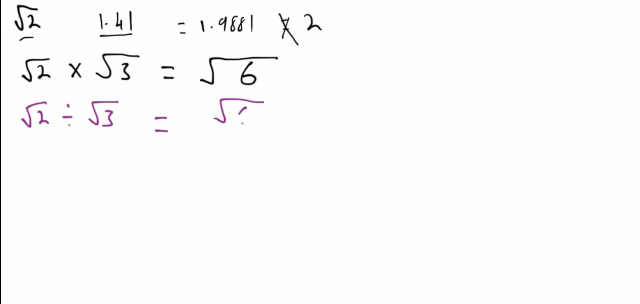 √2 1.41 = 1.9881 × 2
√2 × √3 = √6
√2 ÷ √3 = √